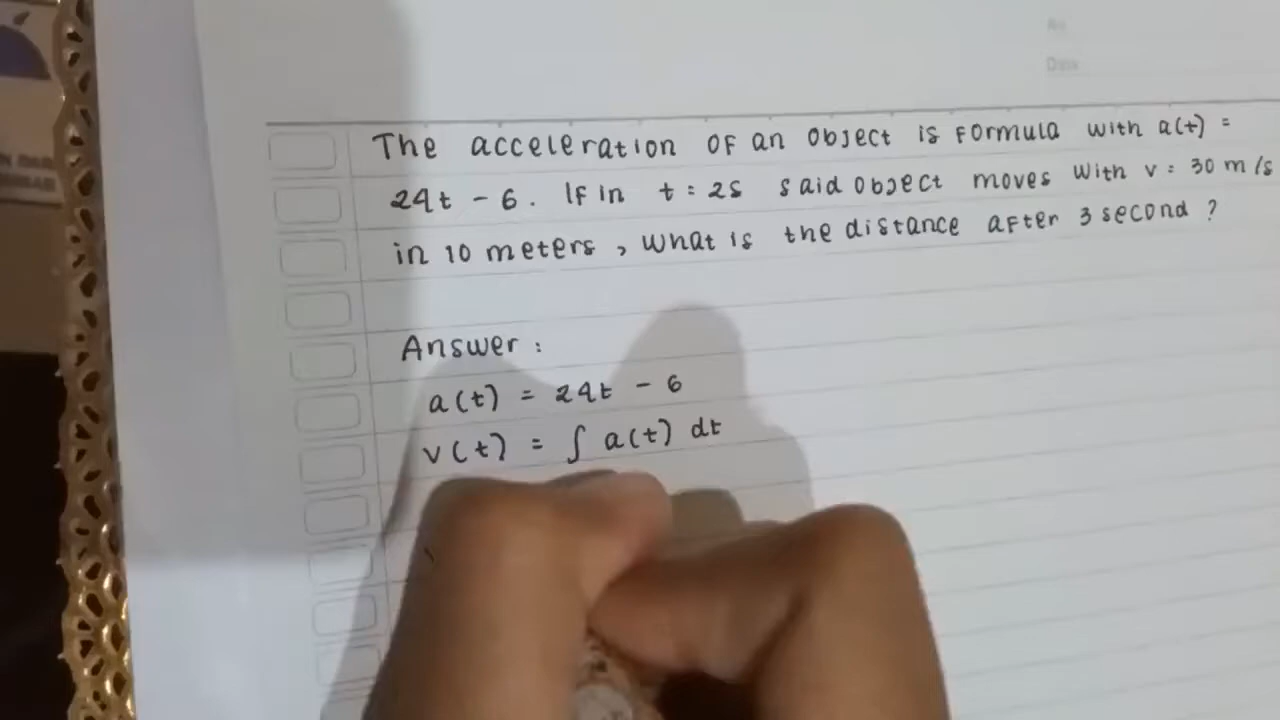 The acceleration OF an Object is Formula with a(t) =
24t - 6. If in t = 2s said Object moves with v = 30 m/s
in 10 meters, What is the distance after 3 second ?
Answer :
a(t) = 24t - 6
v(t) = ∫ a(t) dt